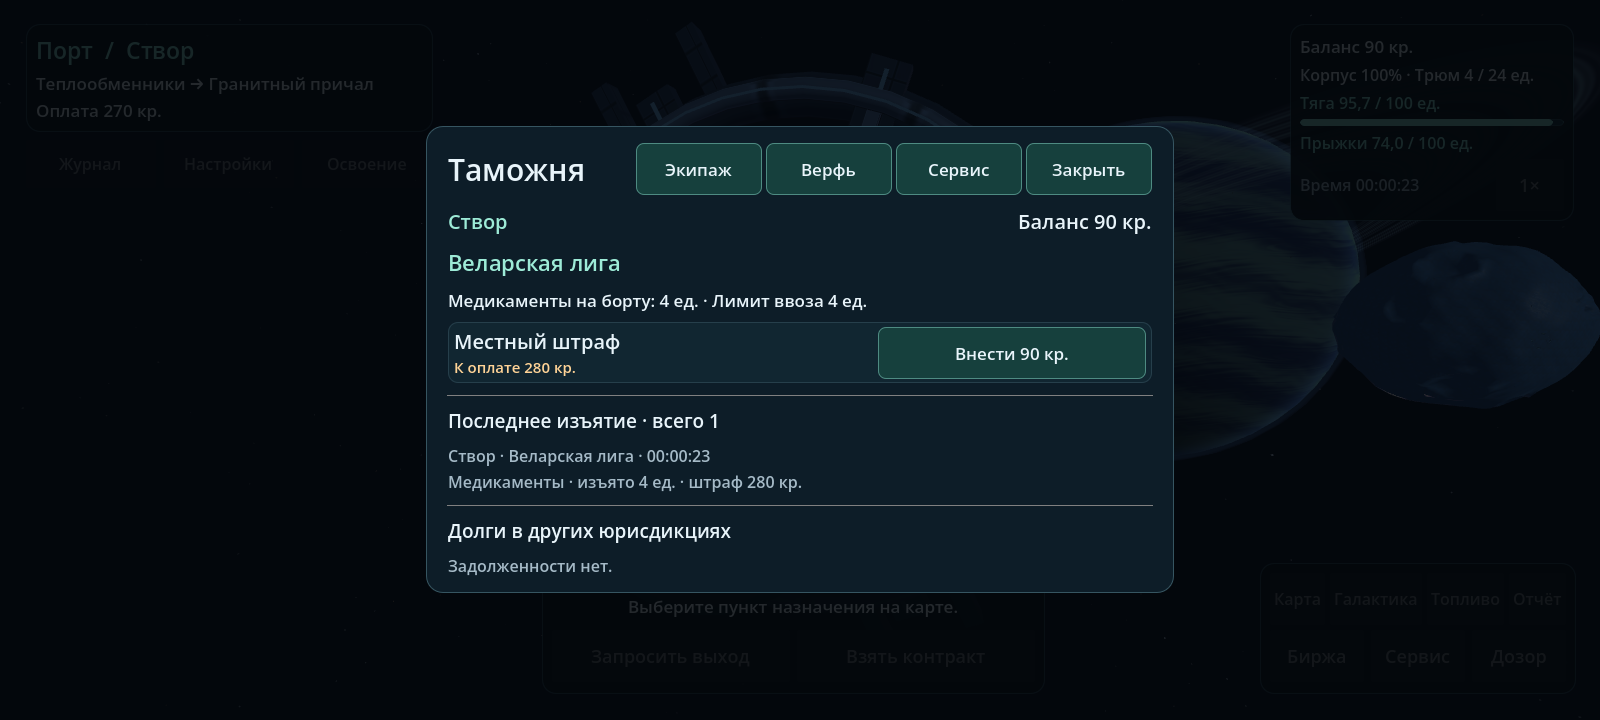 Порт / Створ
Теплообменники → Гранитный причал
Оплата 270 кр.
Журнал
Настройки
Освоение
Баланс 90 кр.
Корпус 100% · Трюм 4 / 24 ед.
Тяга 95,7 / 100 ед.
Прыжки 74,0 / 100 ед.
Время 00:00:23
1×
Таможня
Экипаж
Верфь
Сервис
Закрыть
Створ
Баланс 90 кр.
Веларская лига
Медикаменты на борту: 4 ед. · Лимит ввоза 4 ед.
Местный штраф
К оплате 280 кр.
Внести 90 кр.
Последнее изъятие · всего 1
Створ · Веларская лига · 00:00:23
Медикаменты · изъято 4 ед. · штраф 280 кр.
Долги в других юрисдикциях
Задолженности нет.
Выберите пункт назначения на карте.
Запросить выход
Взять контракт
Карта
Галактика
Топливо
Отчёт
Биржа
Сервис
Дозор